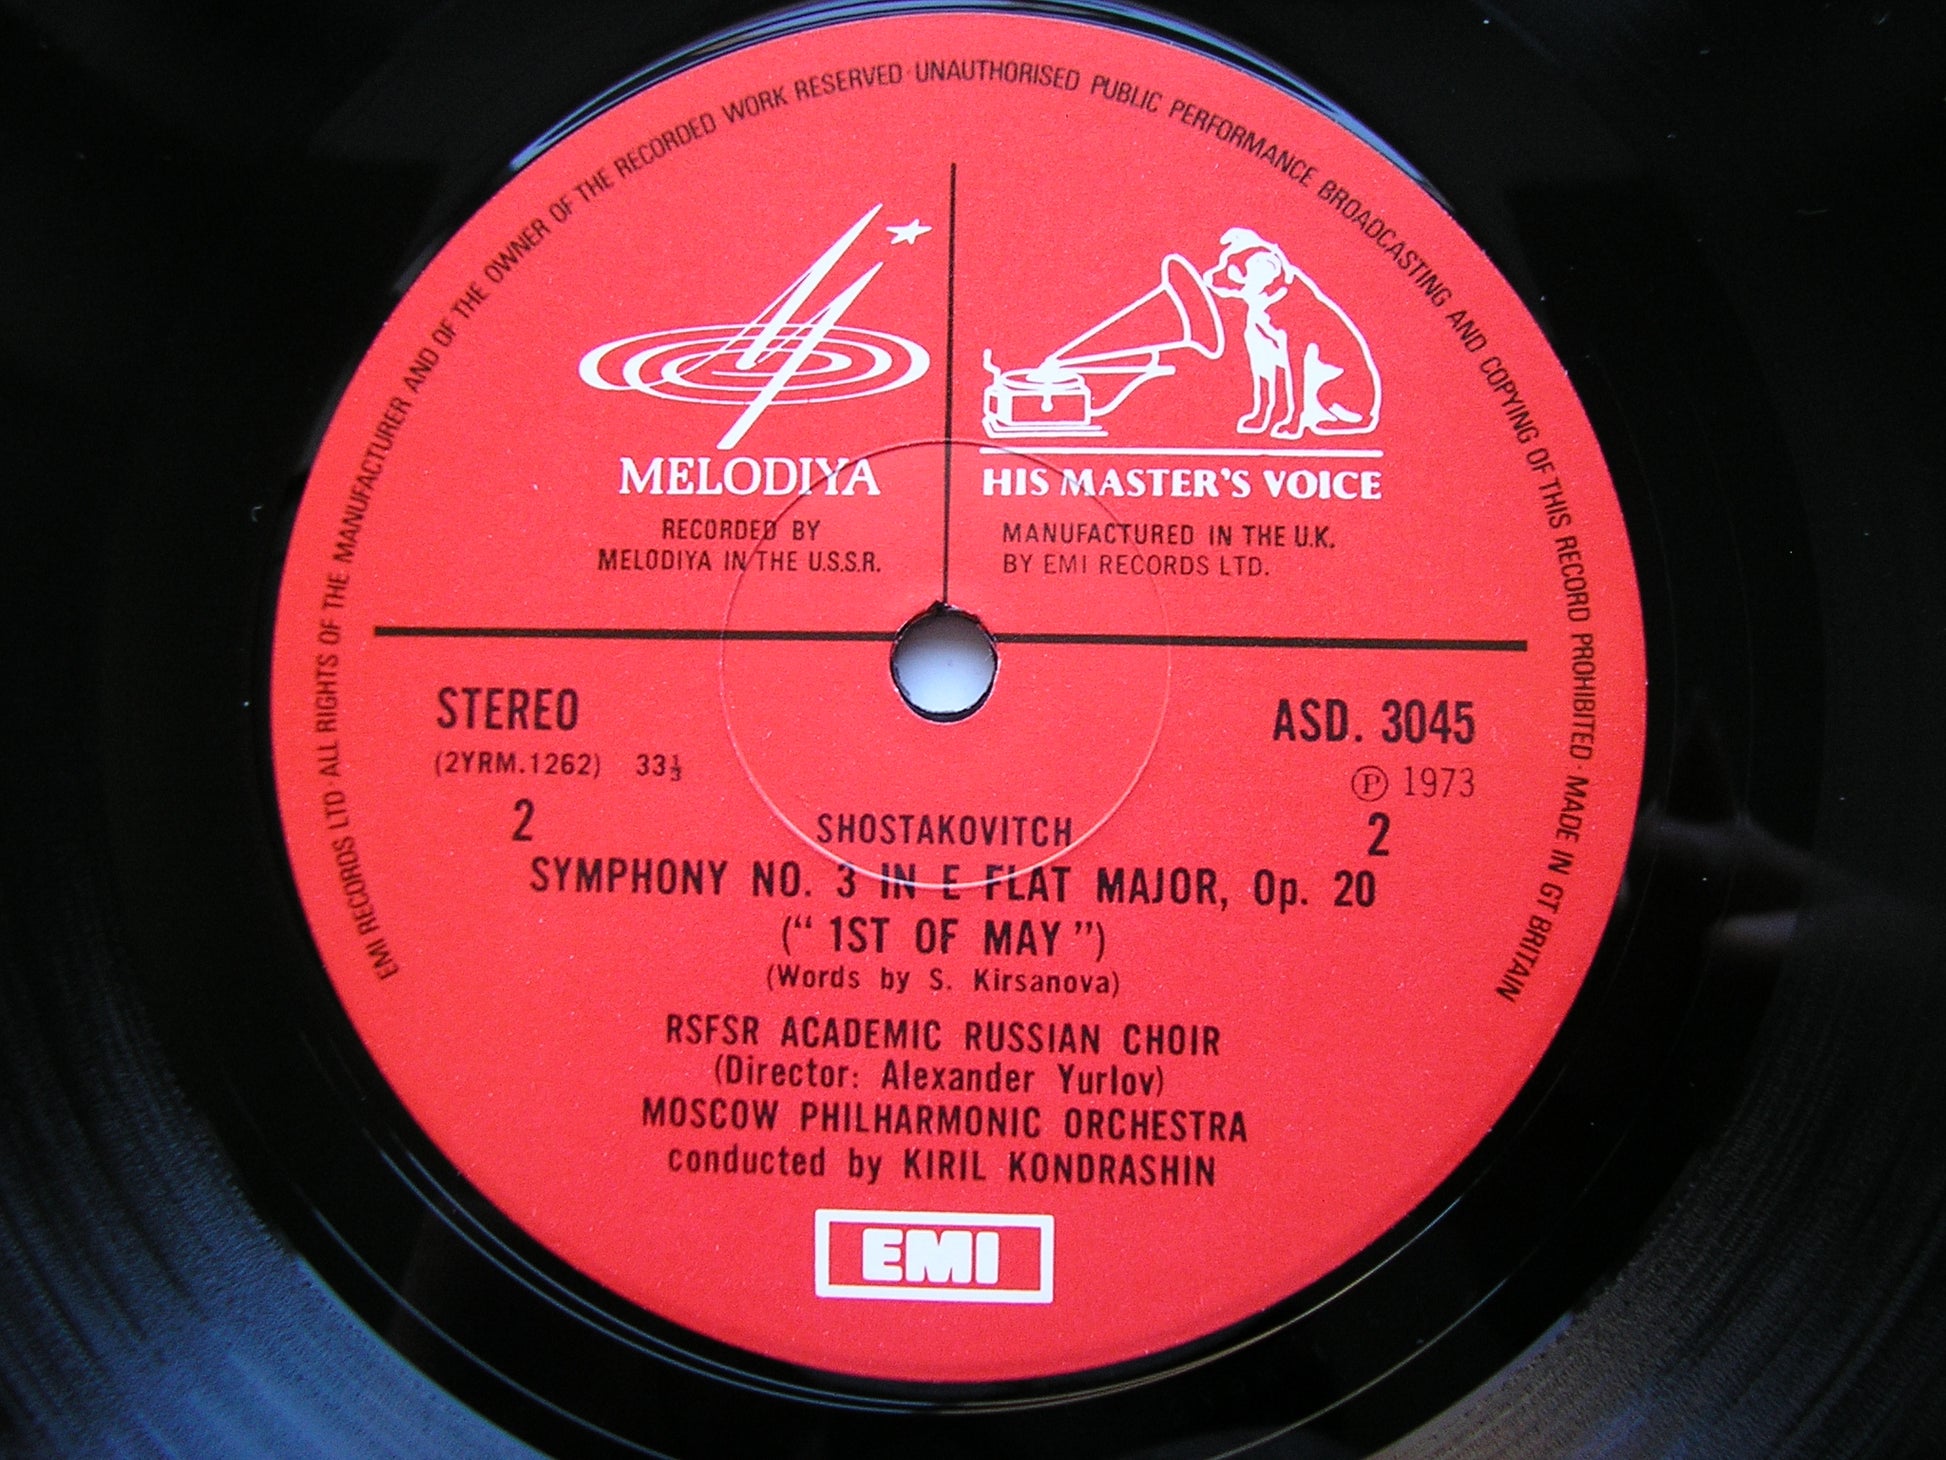 EMI RECORDS LTD · ALL RIGHTS OF THE MANUFACTURER AND OF THE OWNER OF THE RECORDED WORK RESERVED · UNAUTHORISED PUBLIC PERFORMANCE BROADCASTING AND COPYING OF THIS RECORD PROHIBITED · MADE IN GT BRITAIN
MELODIYA
RECORDED BY
MELODIYA IN THE U.S.S.R.
HIS MASTER'S VOICE
MANUFACTURED IN THE U.K.
BY EMI RECORDS LTD.
STEREO
(2YRM.1262) 33⅓
2
ASD. 3045
Ⓟ 1973
2
SHOSTAKOVITCH
SYMPHONY NO. 3 IN E FLAT MAJOR, Op. 20
(“ 1ST OF MAY ”)
(Words by S. Kirsanova)
RSFSR ACADEMIC RUSSIAN CHOIR
(Director: Alexander Yurlov)
MOSCOW PHILHARMONIC ORCHESTRA
conducted by KIRIL KONDRASHIN
EMI